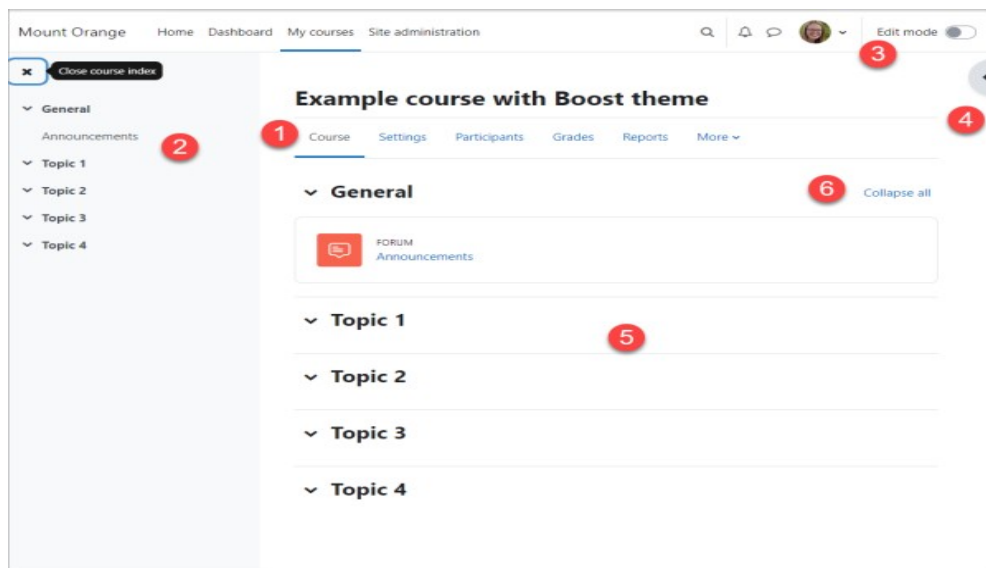 Mount Orange Home Dashboard My courses Site administration Edit mode
3
Close course index
General
Announcements
2
Topic 1
Topic 2
Topic 3
Topic 4
Example course with Boost theme
4
1 Course Settings Participants Grades Reports More
General 6 Collapse all
FORUM
Announcements
Topic 1
5
Topic 2
Topic 3
Topic 4